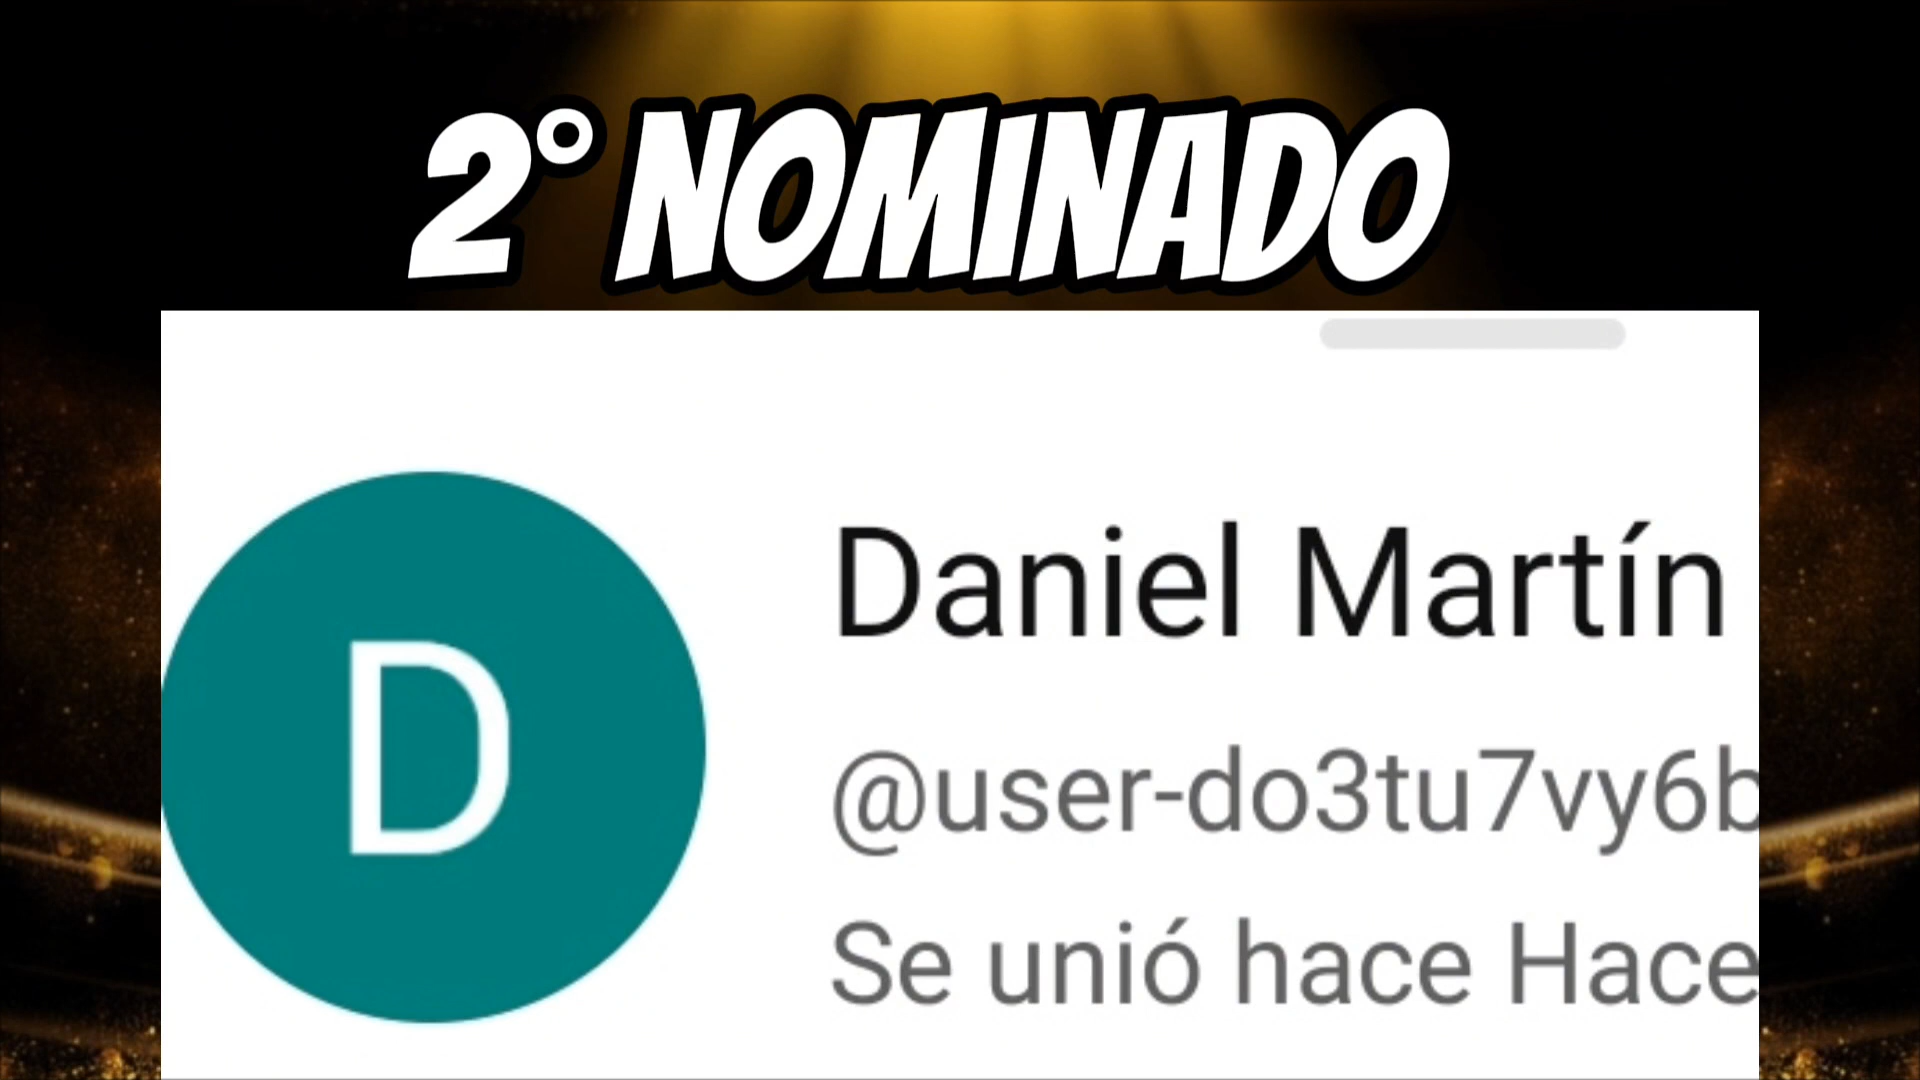 2° NOMINADO
Daniel Martín
D
@user-do3tu7vy6b
Se unió hace Hace